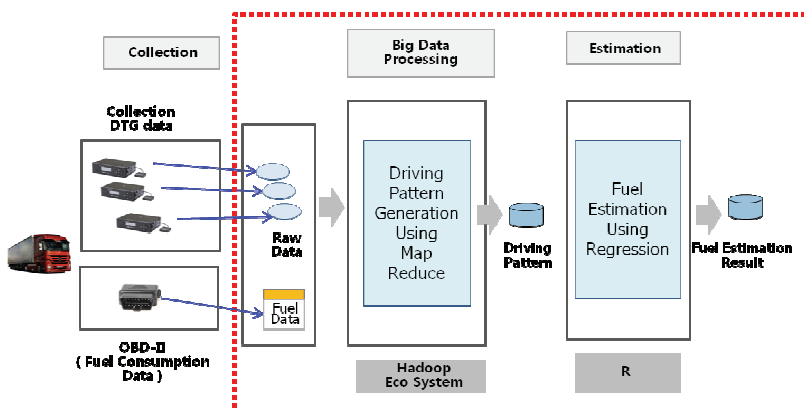 Collection
Big Data
Processing
Estimation
Collection
DTG data
Raw
Data
Fuel
Data
OBD-II
( Fuel Consumption
Data )
Driving
Pattern
Generation
Using
Map
Reduce
Hadoop
Eco System
Driving
Pattern
Fuel
Estimation
Using
Regression
R
Fuel Estimation
Result